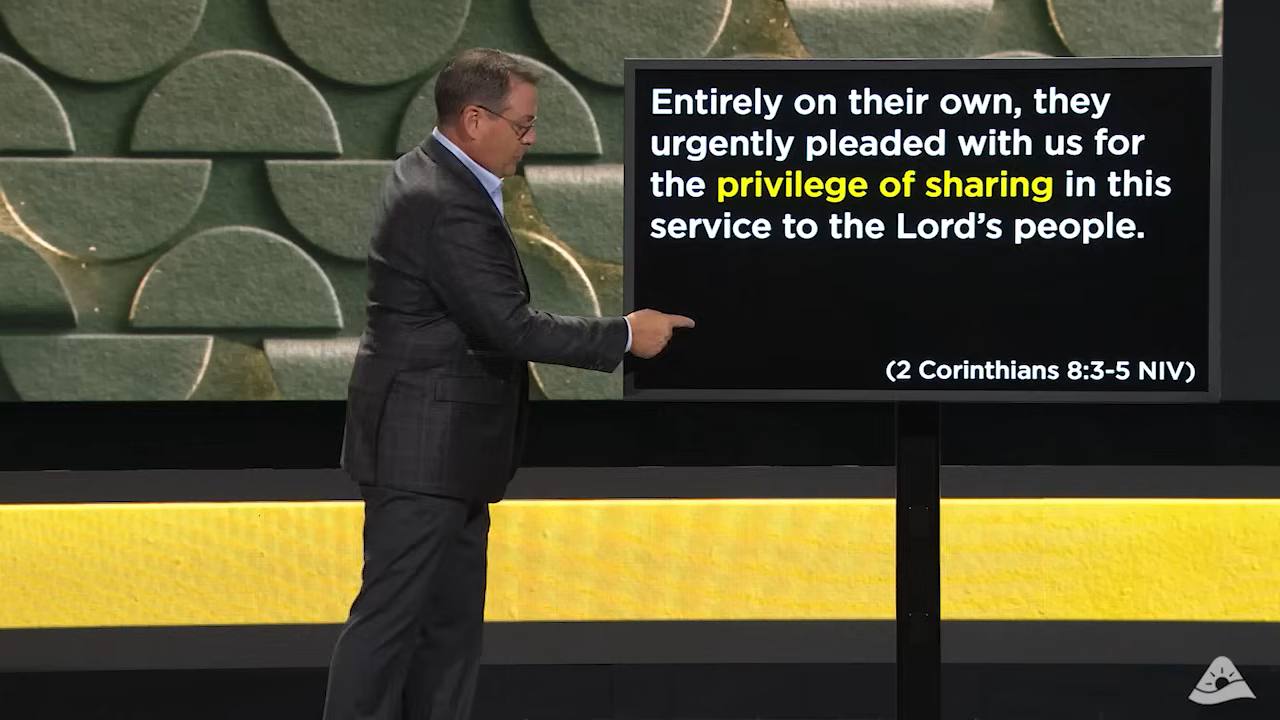 Entirely on their own, they
urgently pleaded with us for
the privilege of sharing in this
service to the Lord’s people.
(2 Corinthians 8:3-5 NIV)